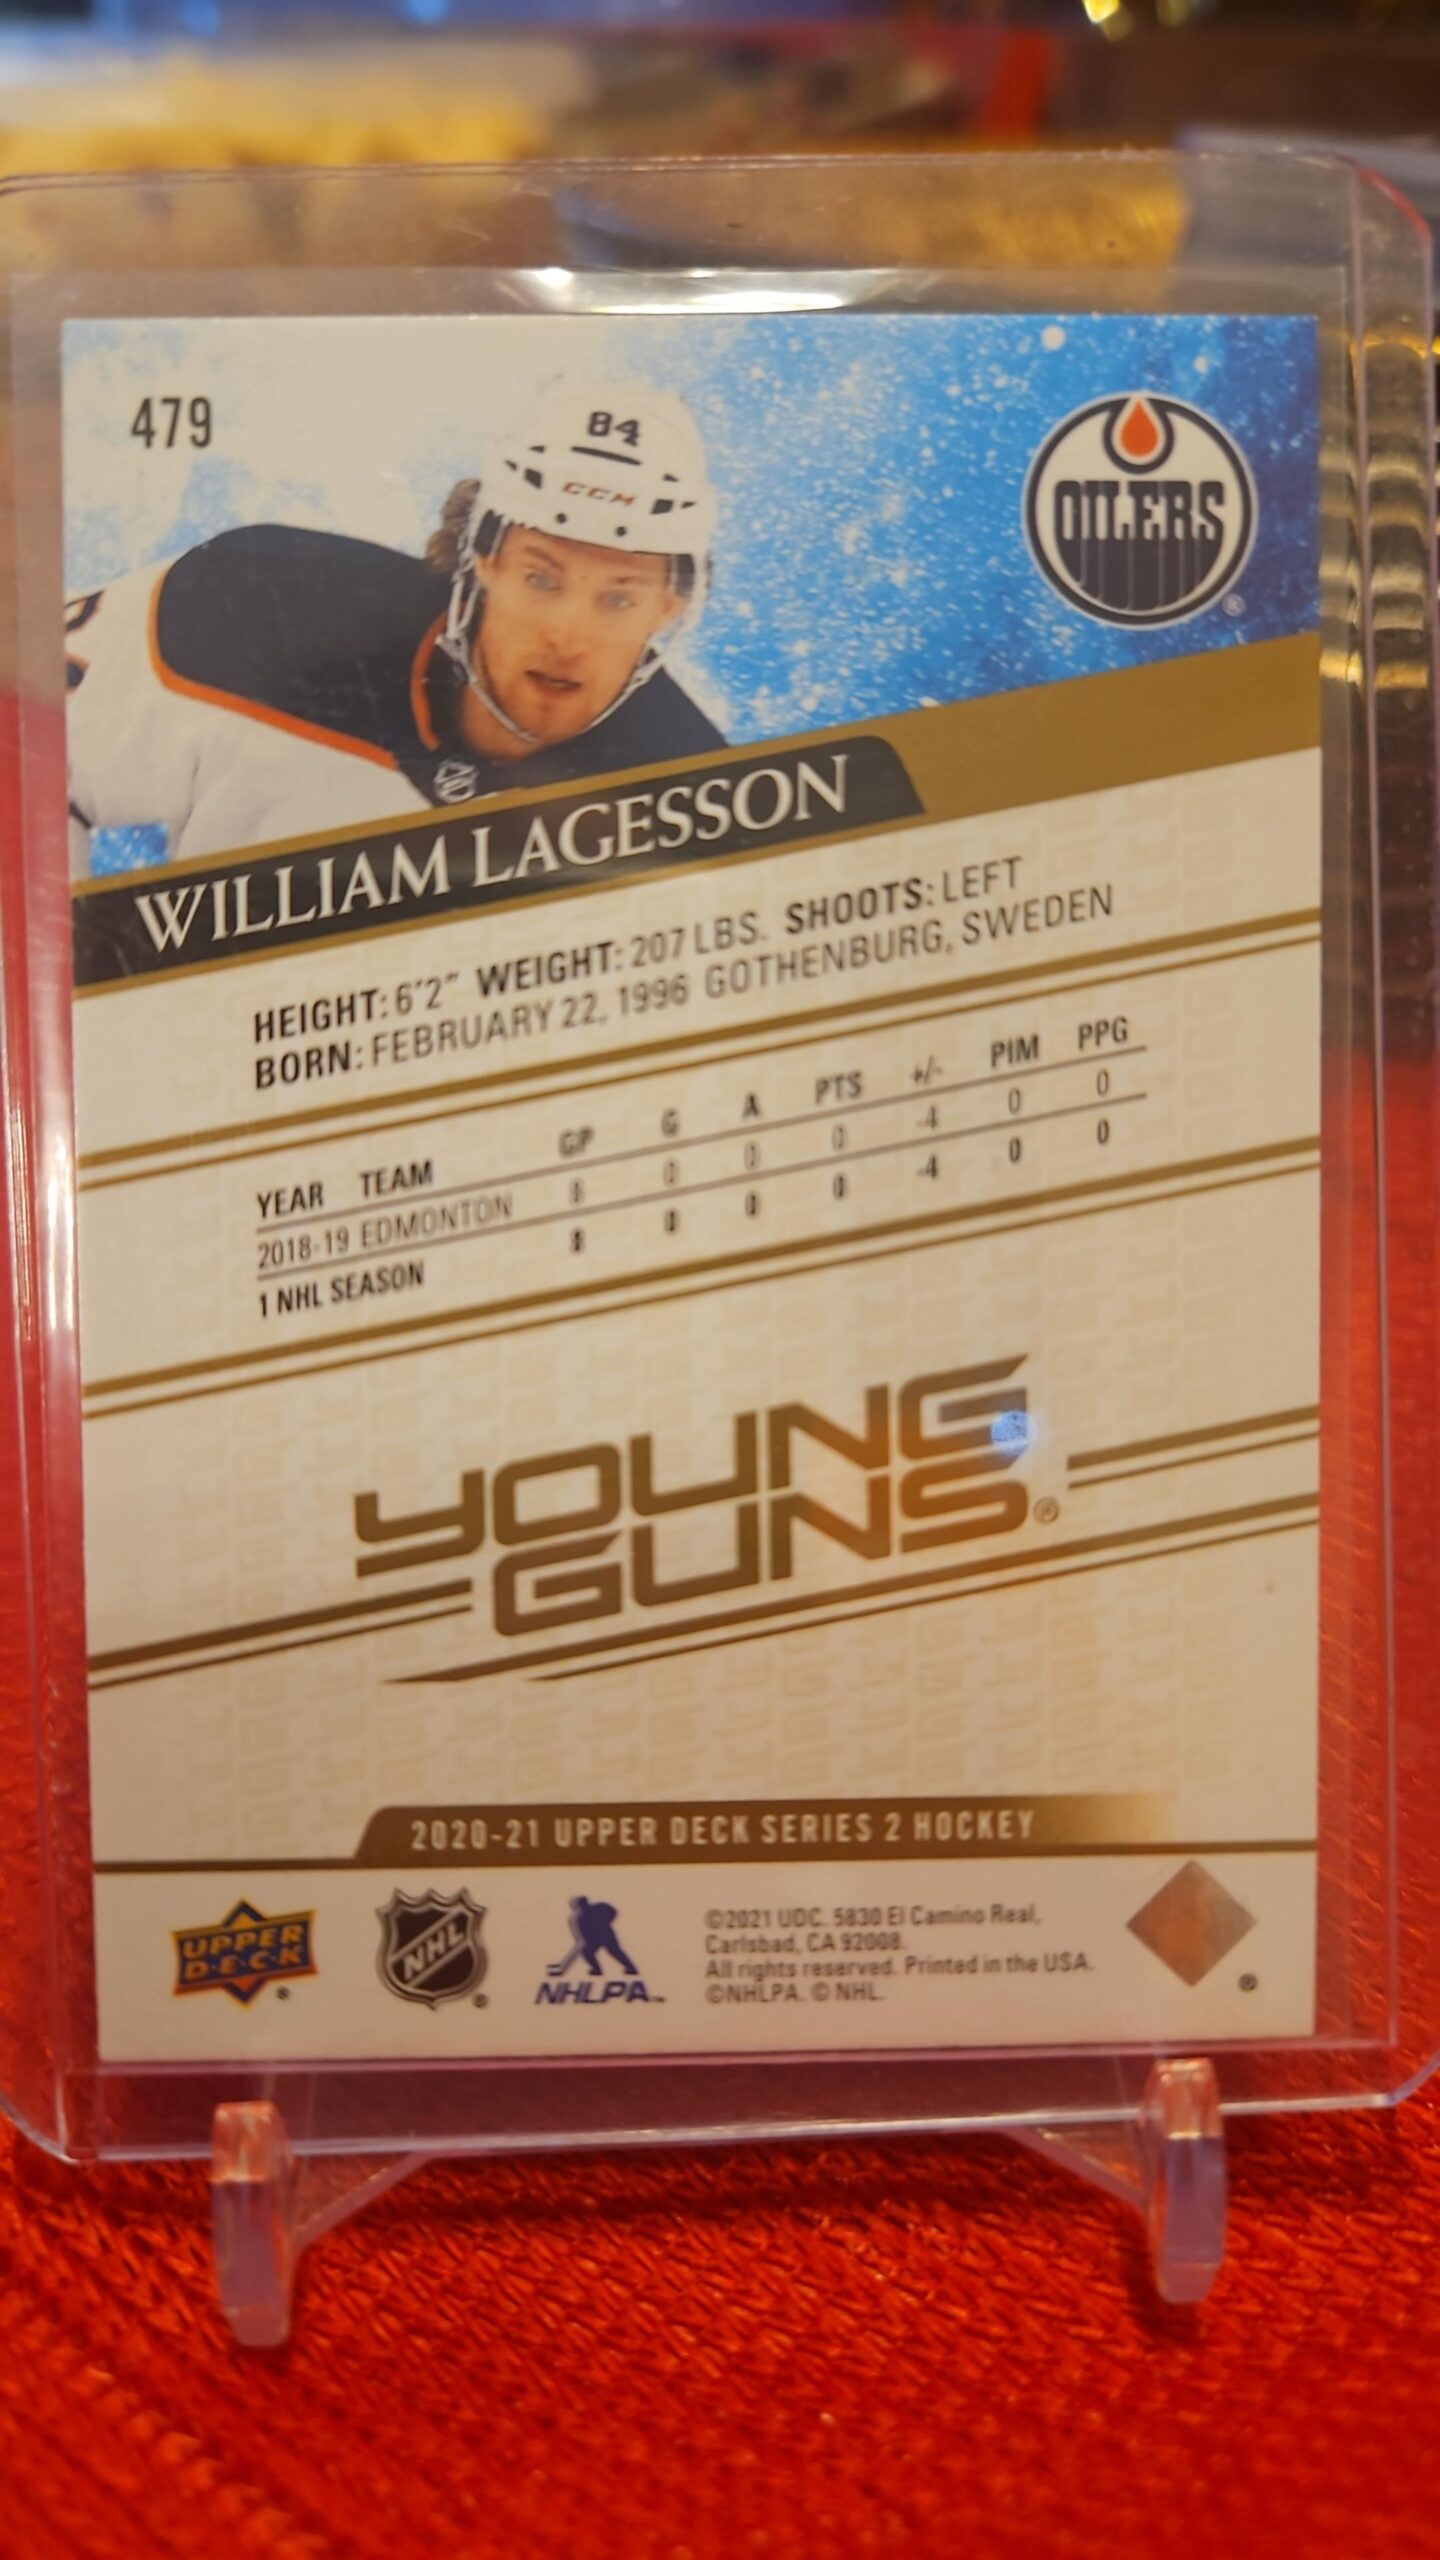 479
84
CCM
OILERS
WILLIAM LAGESSON
HEIGHT: 6'2" WEIGHT: 207 LBS. SHOOTS: LEFT
BORN: FEBRUARY 22, 1996 GOTHENBURG, SWEDEN
YEAR TEAM GP G A PTS +/- PIM PPG
2018-19 EDMONTON 8 0 0 0 -4 0 0
1 NHL SEASON 8 0 0 0 -4 0 0
YOUNG
GUNS®
2020-21 UPPER DECK SERIES 2 HOCKEY
UPPER
DECK
NHL
NHLPA™
©2021 UDC. 5830 El Camino Real,
Carlsbad, CA 92008.
All rights reserved. Printed in the USA.
©NHLPA. © NHL.